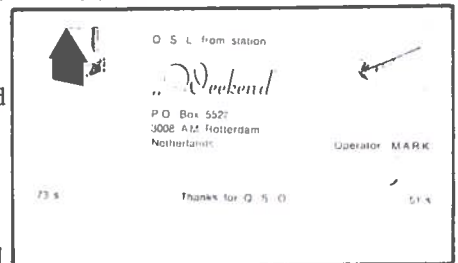 Q S L from station
„Weekend"
P.O. Box 5527
3008 AM Rotterdam
Netherlands
Operator MARK
73 s
Thanks for Q S O
51 s